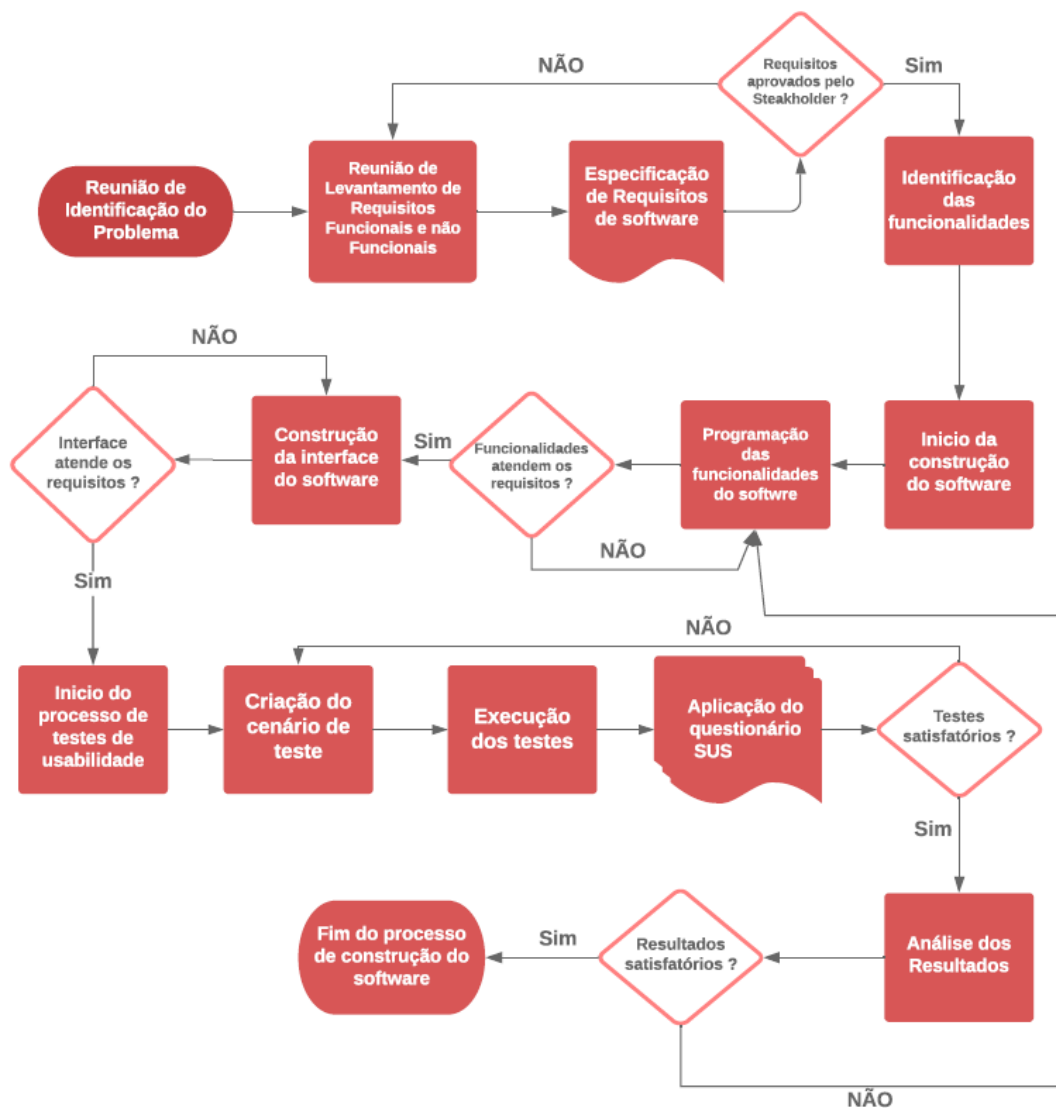 NÃO
Requisitos
aprovados pelo
Steakholder ?
Sim
Reunião de
Identificação do
Problema
Reunião de
Levantamento de
Requisitos
Funcionais e não
Funcionais
Especificação
de Requisitos
de software
Identificação
das
funcionalidades
NÃO
Interface
atende os
requisitos ?
Construção
da interface
do software
Sim
Funcionalidades
atendem os
requisitos ?
Programação
das
funcionalidades
do softwre
Inicio da
construção
do software
NÃO
Sim
NÃO
Inicio do
processo de
testes de
usabilidade
Criação do
cenário de
teste
Execução
dos testes
Aplicação do
questionário
SUS
Testes
satisfatórios ?
Sim
Fim do processo
de construção do
software
Sim
Resultados
satisfatórios ?
Análise dos
Resultados
NÃO